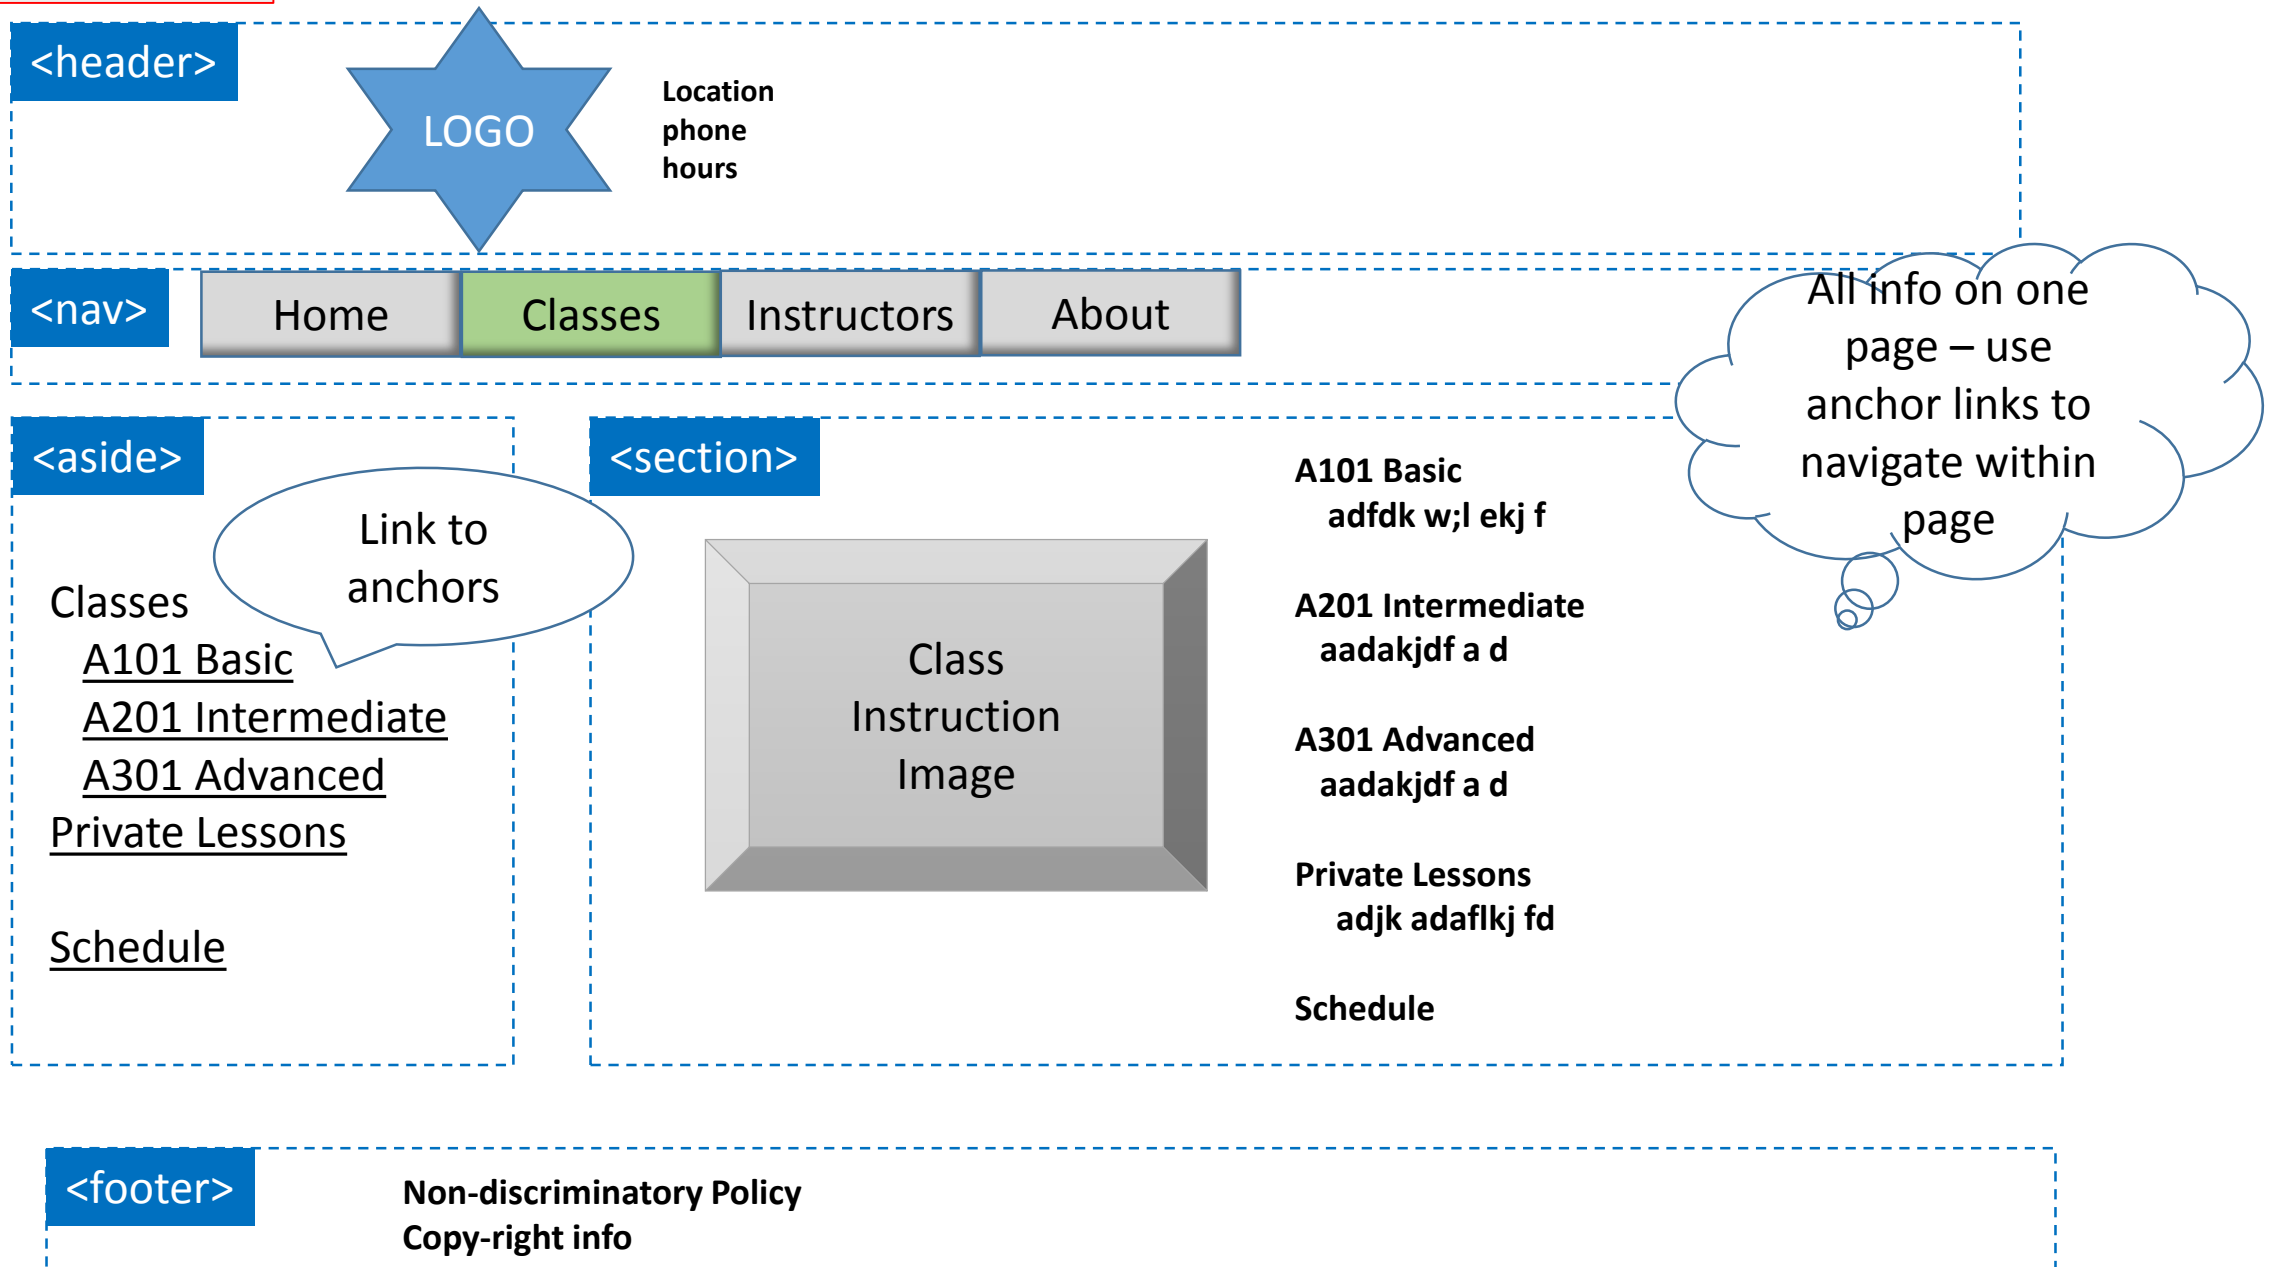 <header>
LOGO
Location
phone
hours
<nav>
Home
Classes
Instructors
About
All info on one
page – use
anchor links to
navigate within
page
<aside>
Link to
anchors
Classes
A101 Basic
A201 Intermediate
A301 Advanced
Private Lessons
Schedule
<section>
Class
Instruction
Image
A101 Basic
adfdk w;l ekj f
A201 Intermediate
aadakjdf a d
A301 Advanced
aadakjdf a d
Private Lessons
adjk adaflkj fd
Schedule
<footer>
Non-discriminatory Policy
Copy-right info